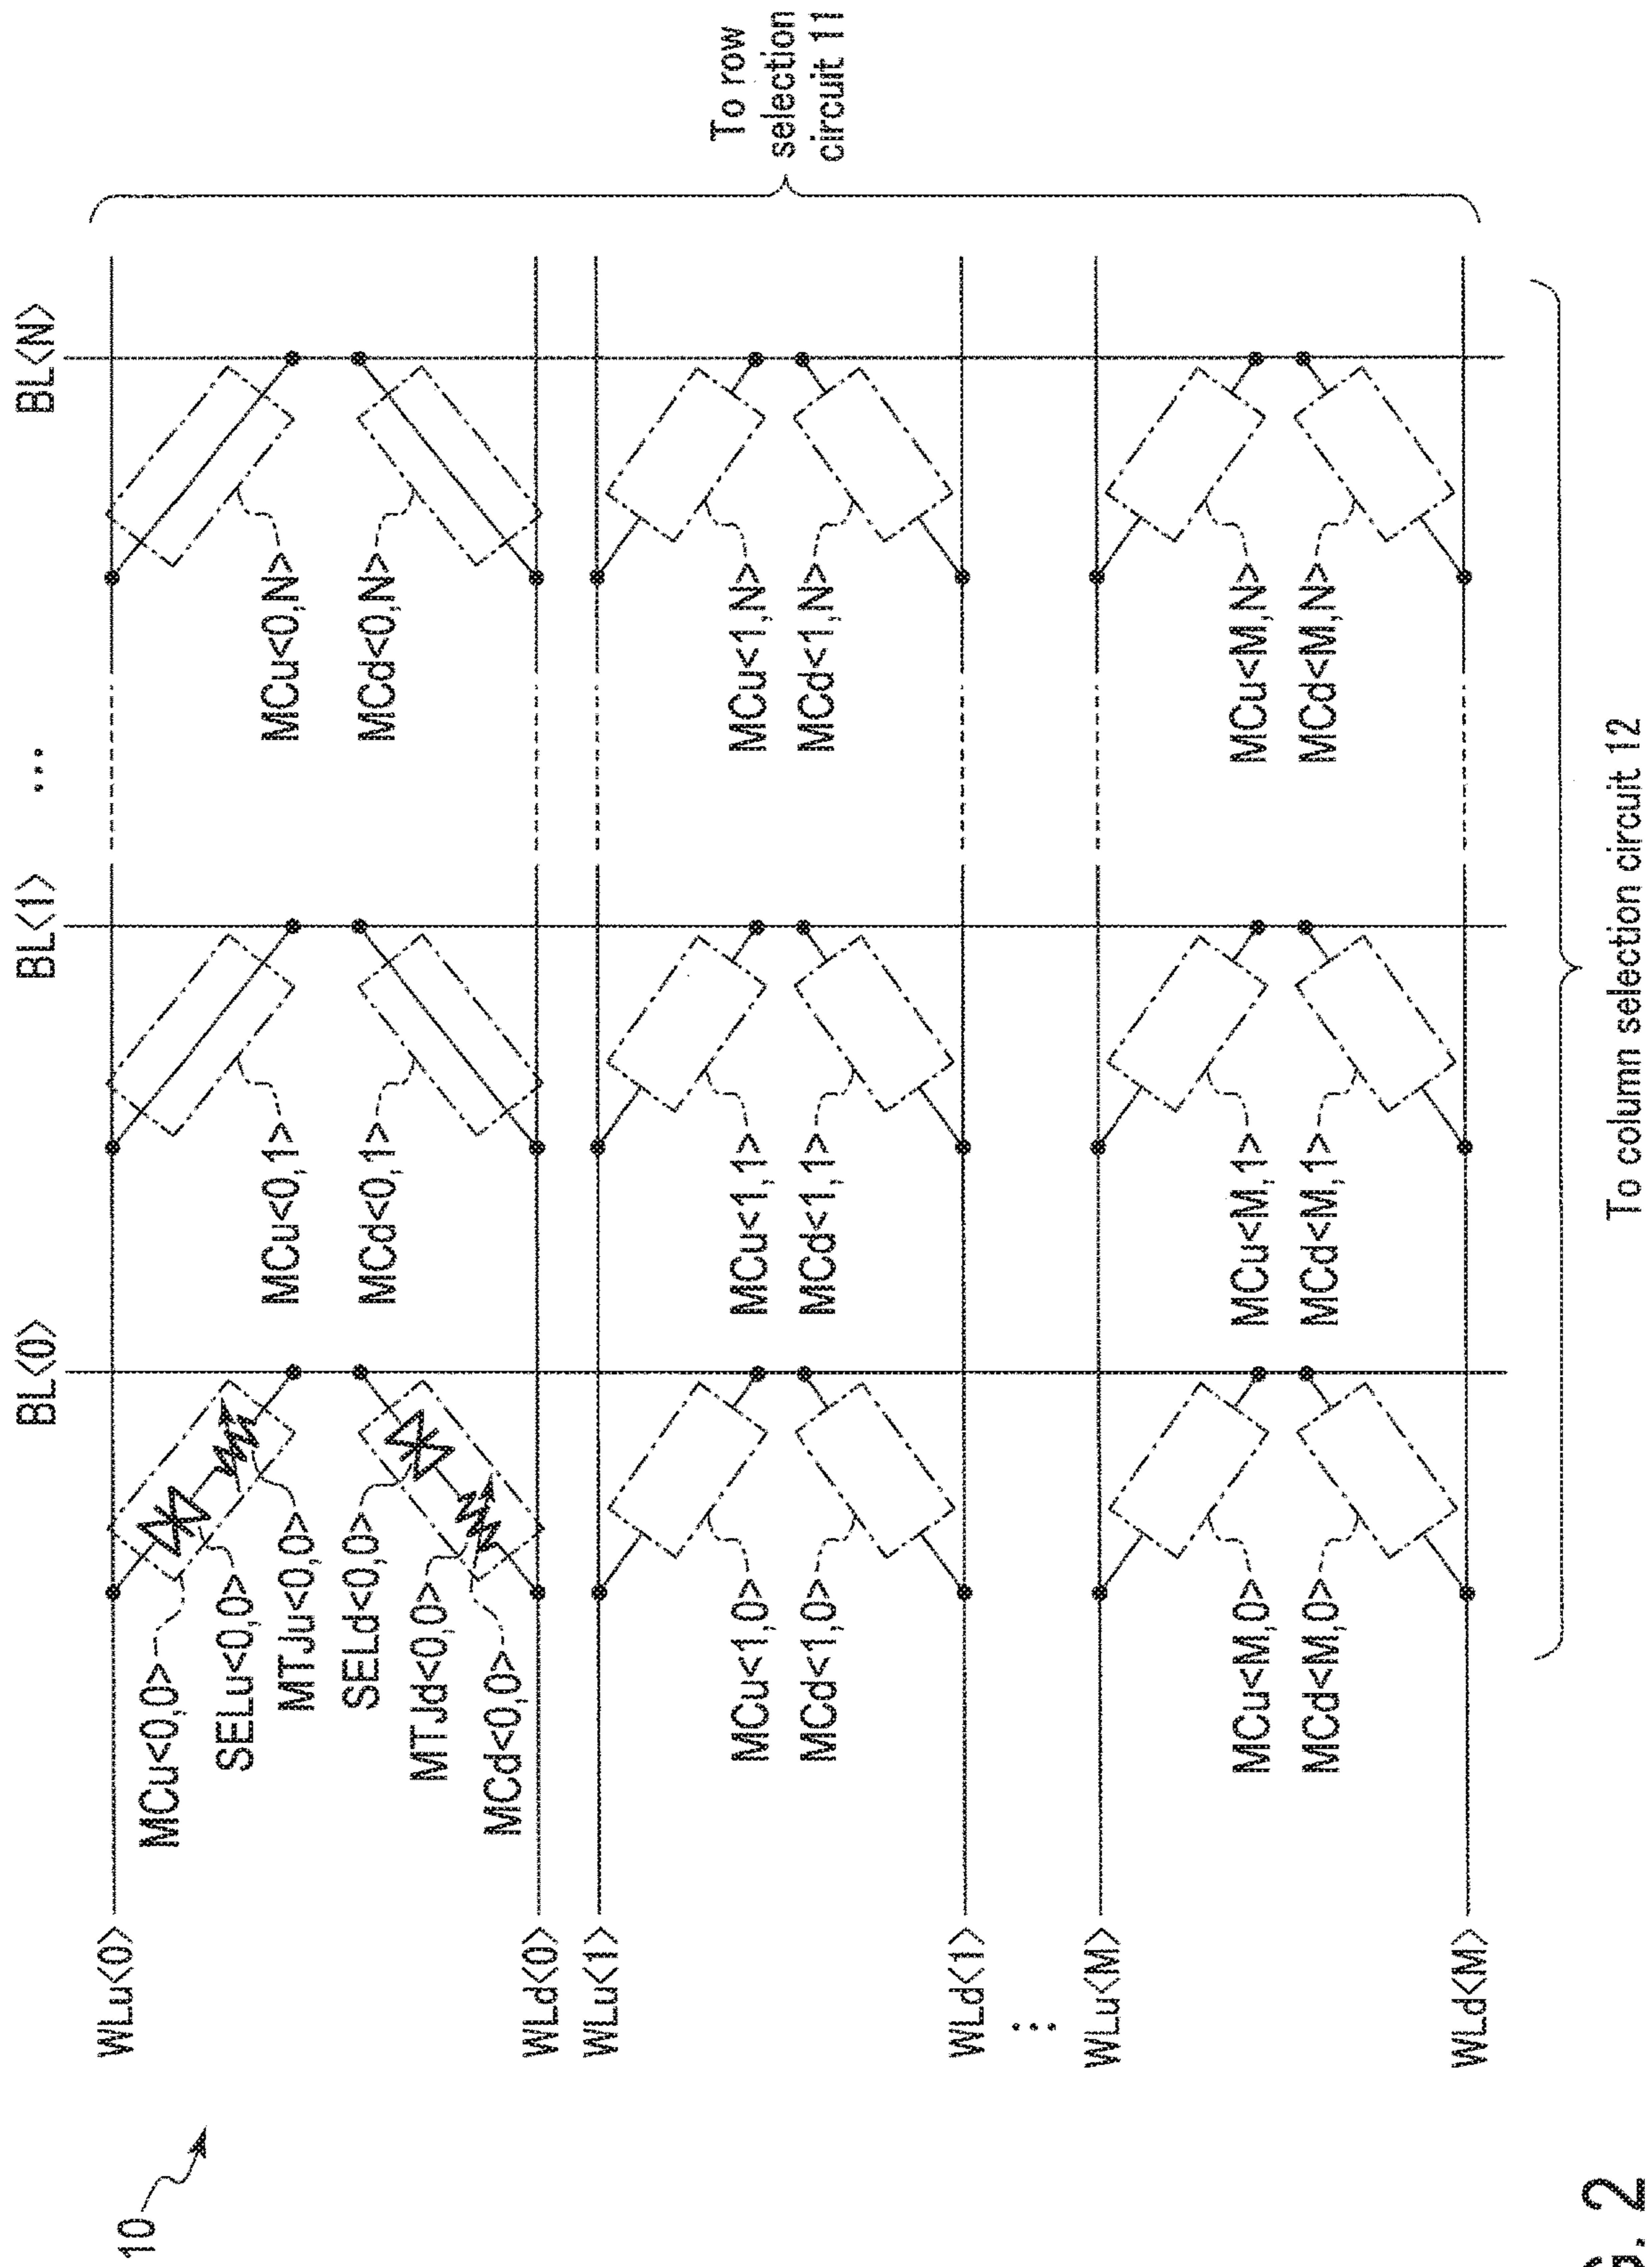 10
BL<0>
BL<1>
...
BL<N>
WLu<0>
MCu<0,0>
SELu<0,0>
MTJu<0,0>
SELd<0,0>
MTJd<0,0>
MCd<0,0>
MCu<0,1>
MCd<0,1>
MCu<0,N>
MCd<0,N>
WLd<0>
WLu<1>
MCu<1,0>
MCd<1,0>
MCu<1,1>
MCd<1,1>
MCu<1,N>
MCd<1,N>
WLd<1>
...
WLu<M>
MCu<M,0>
MCd<M,0>
MCu<M,1>
MCd<M,1>
MCu<M,N>
MCd<M,N>
WLd<M>
To row
selection
circuit 11
To column selection circuit 12
G. 2